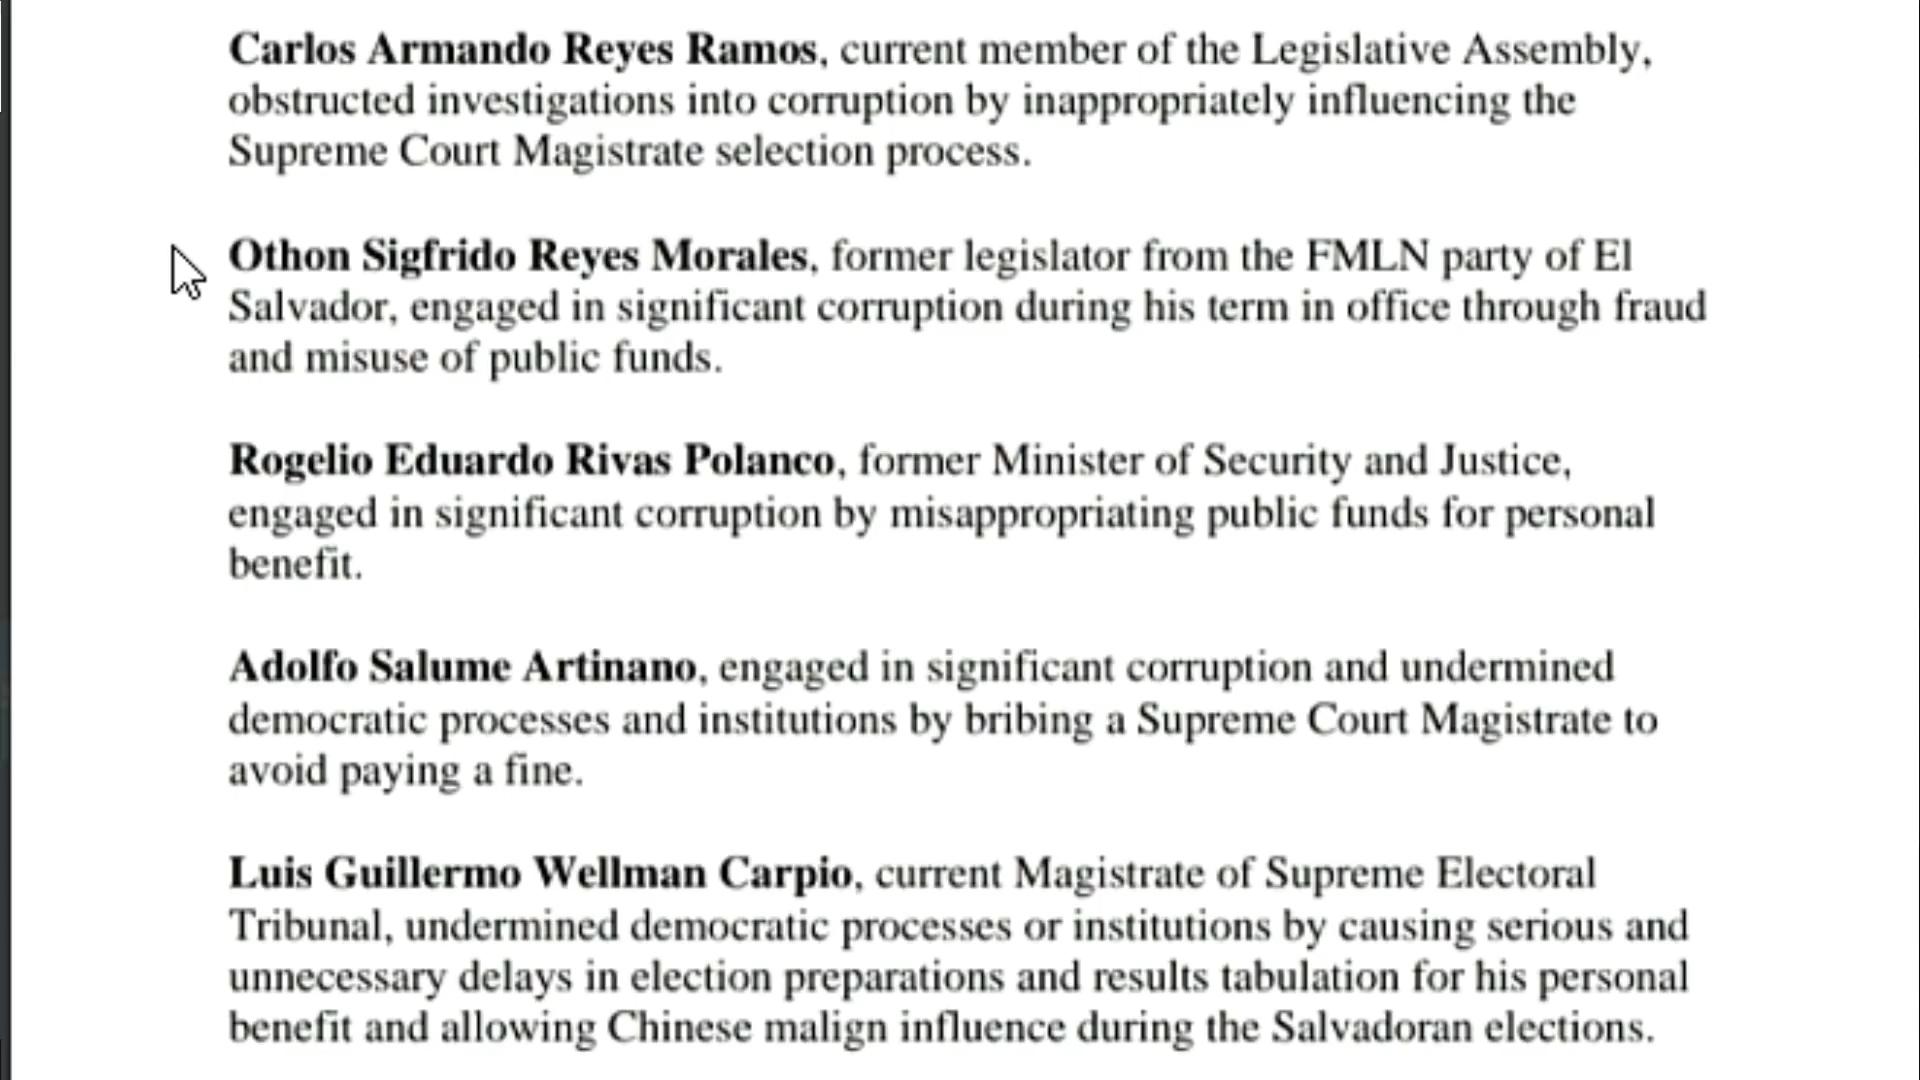 Carlos Armando Reyes Ramos, current member of the Legislative Assembly,
obstructed investigations into corruption by inappropriately influencing the
Supreme Court Magistrate selection process.
Othon Sigfrido Reyes Morales, former legislator from the FMLN party of El
Salvador, engaged in significant corruption during his term in office through fraud
and misuse of public funds.
Rogelio Eduardo Rivas Polanco, former Minister of Security and Justice,
engaged in significant corruption by misappropriating public funds for personal
benefit.
Adolfo Salume Artinano, engaged in significant corruption and undermined
democratic processes and institutions by bribing a Supreme Court Magistrate to
avoid paying a fine.
Luis Guillermo Wellman Carpio, current Magistrate of Supreme Electoral
Tribunal, undermined democratic processes or institutions by causing serious and
unnecessary delays in election preparations and results tabulation for his personal
benefit and allowing Chinese malign influence during the Salvadoran elections.